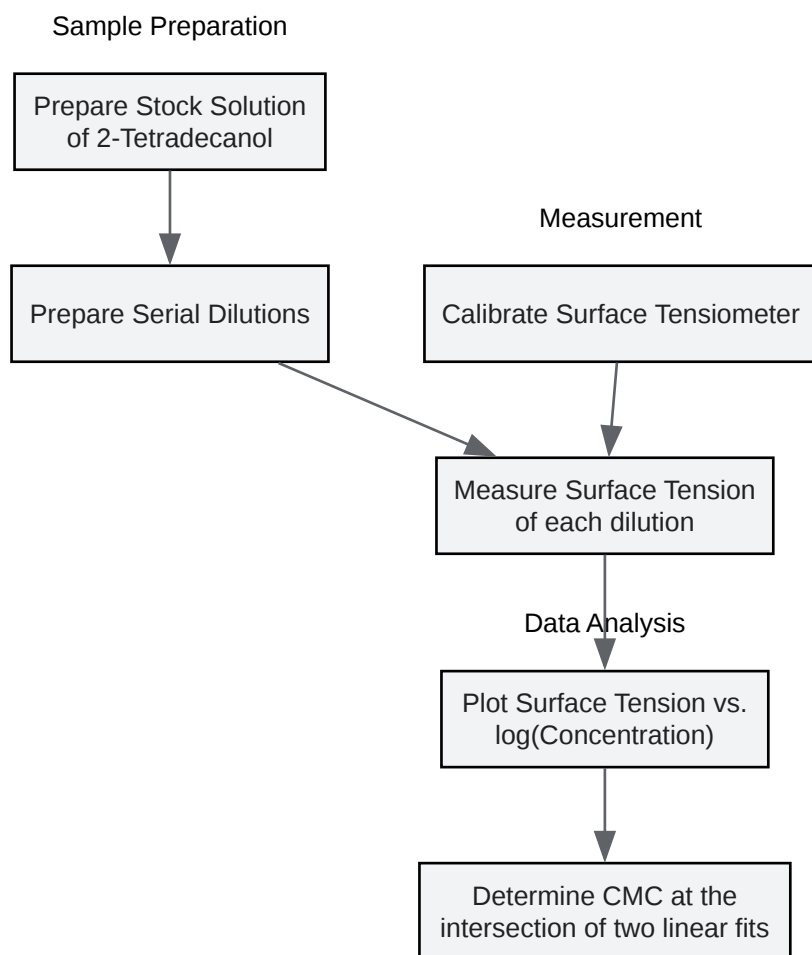 Sample Preparation
Prepare Stock Solution
of 2-Tetradecanol
Measurement
Prepare Serial Dilutions
Calibrate Surface Tensiometer
Measure Surface Tension
of each dilution
Data Analysis
Plot Surface Tension vs.
log(Concentration)
Determine CMC at the
intersection of two linear fits